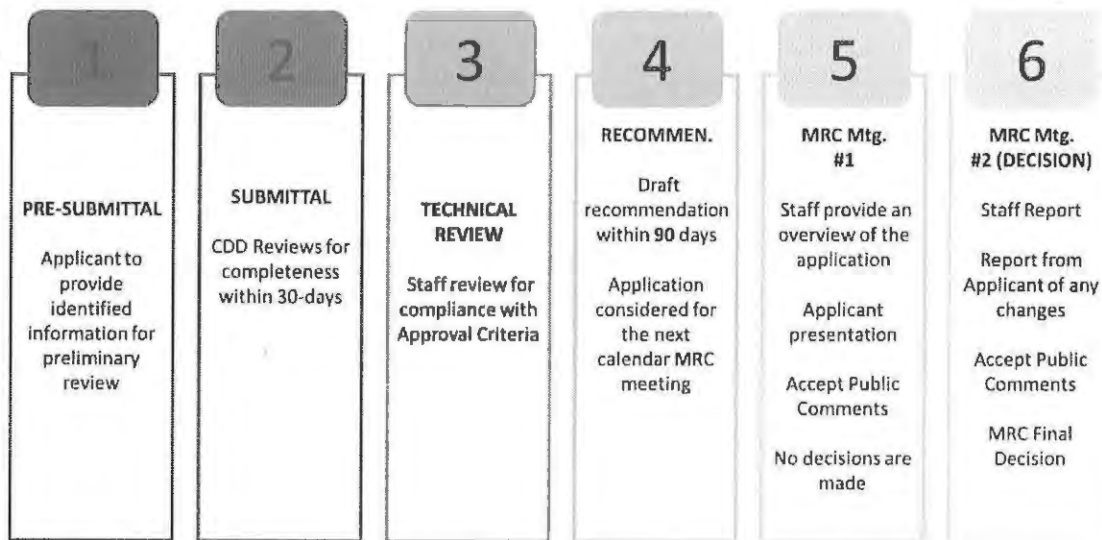 1
PRE-SUBMITTAL
Applicant to
provide
identified
information for
preliminary
review
2
SUBMITTAL
CDD Reviews for
completeness
within 30-days
3
TECHNICAL
REVIEW
Staff review for
compliance with
Approval Criteria
4
RECOMMEN.
Draft
recommendation
within 90 days
Application
considered for
the next
calendar MRC
meeting
5
MRC Mtg.
#1
Staff provide an
overview of the
application
Applicant
presentation
Accept Public
Comments
No decisions are
made
6
MRC Mtg.
#2 (DECISION)
Staff Report
Report from
Applicant of any
changes
Accept Public
Comments
MRC Final
Decision